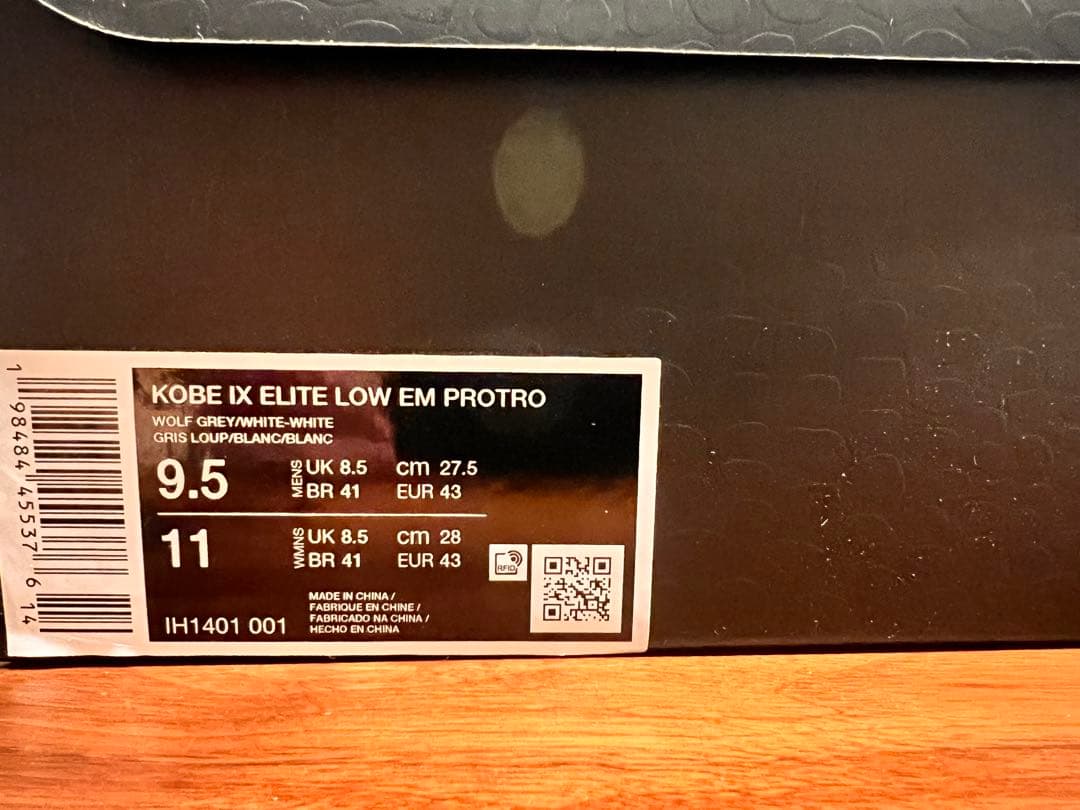 KOBE IX ELITE LOW EM PROTRO
WOLF GREY/WHITE-WHITE
GRIS LOUP/BLANC/BLANC
9.5 MENS UK 8.5 cm 27.5
BR 41 EUR 43
11 WMNS UK 8.5 cm 28
BR 41 EUR 43
RFID
MADE IN CHINA /
FABRIQUE EN CHINE /
FABRICADO NA CHINA /
HECHO EN CHINA
IH1401 001
1 98484 45537 6 14